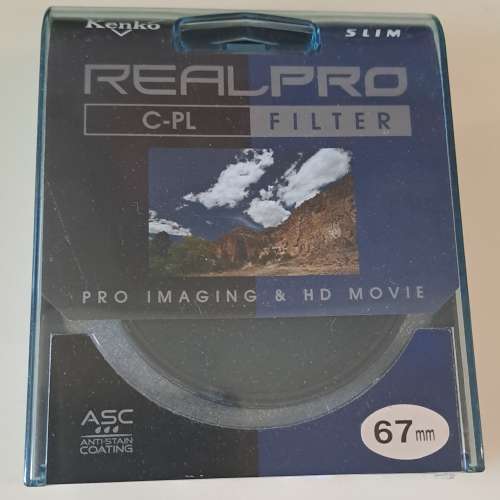 Kenko
SLIM
REALPRO
C-PL FILTER
PRO IMAGING & HD MOVIE
ASC
ANTI-STAIN
COATING
67mm